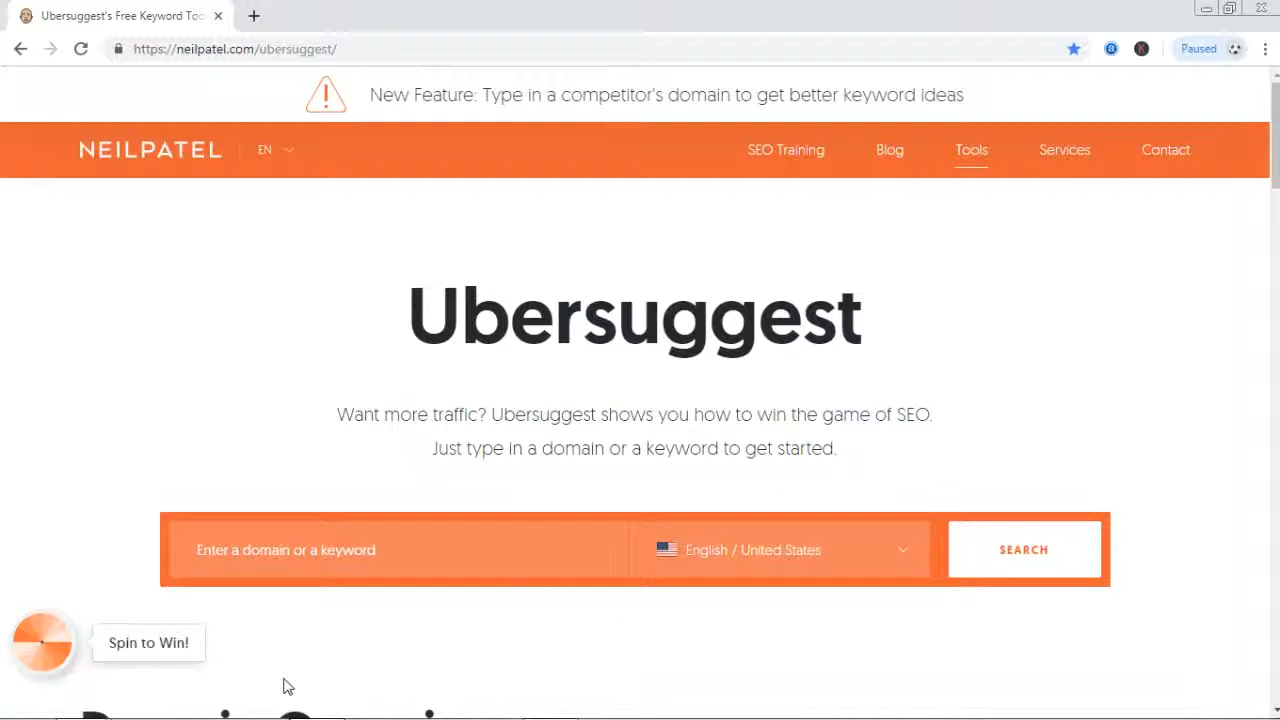 Ubersuggest's Free Keyword Too
https://neilpatel.com/ubersuggest/
Paused
New Feature: Type in a competitor's domain to get better keyword ideas
NEILPATEL
EN
SEO Training
Blog
Tools
Services
Contact
Ubersuggest
Want more traffic? Ubersuggest shows you how to win the game of SEO.
Just type in a domain or a keyword to get started.
Enter a domain or a keyword
English / United States
SEARCH
Spin to Win!